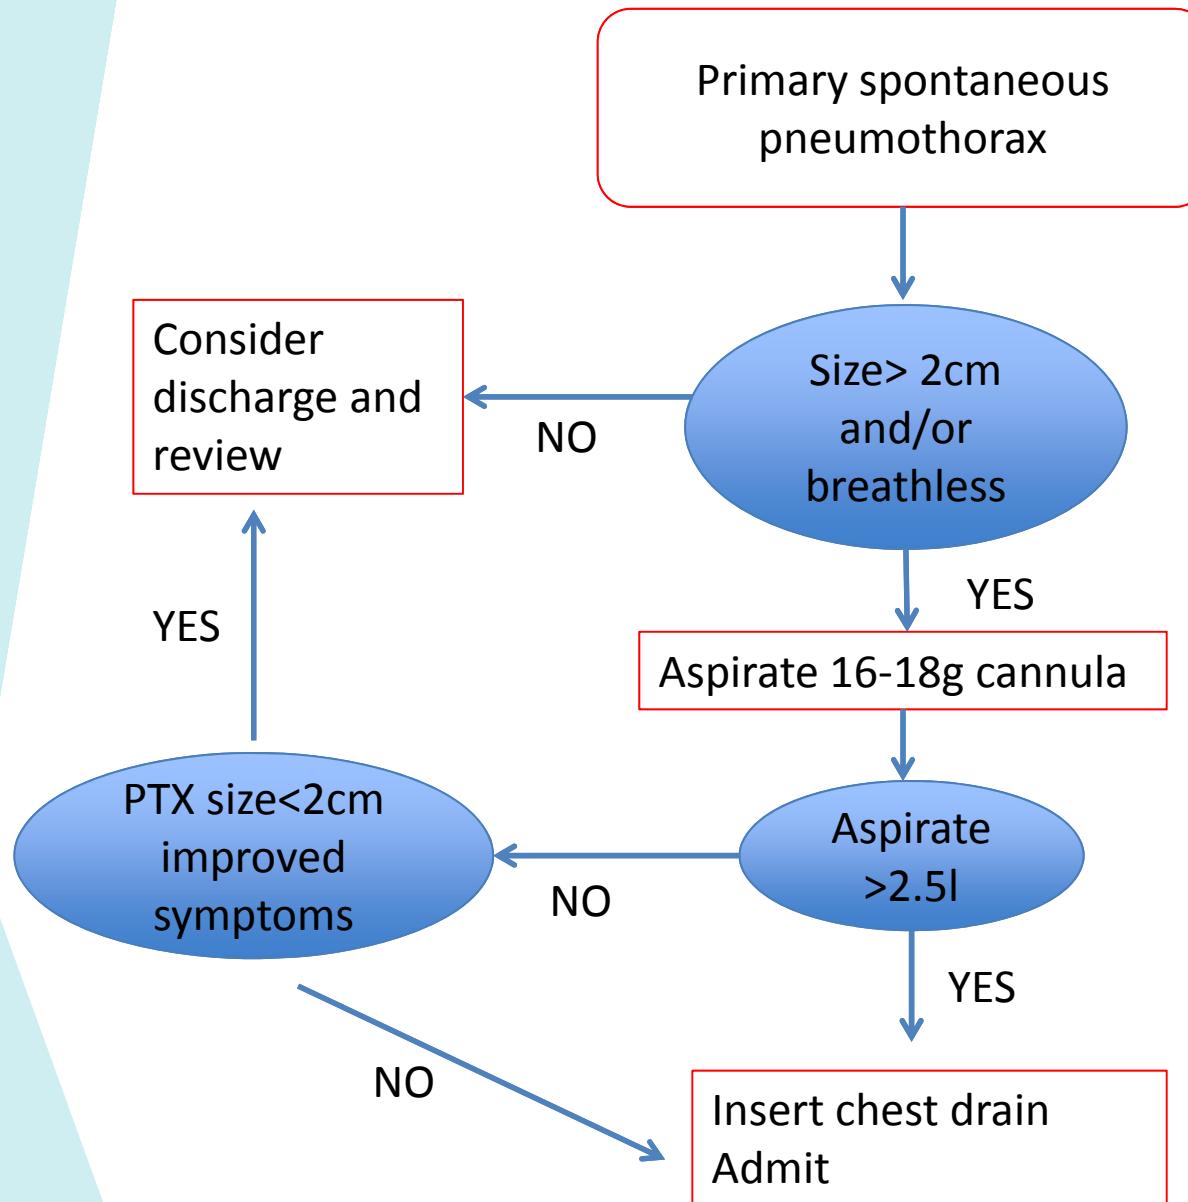 Primary spontaneous
pneumothorax
Consider
discharge and
review
NO
Size> 2cm
and/or
breathless
YES
YES
Aspirate 16-18g cannula
PTX size<2cm
improved
symptoms
NO
Aspirate
>2.5l
YES
NO
Insert chest drain
Admit